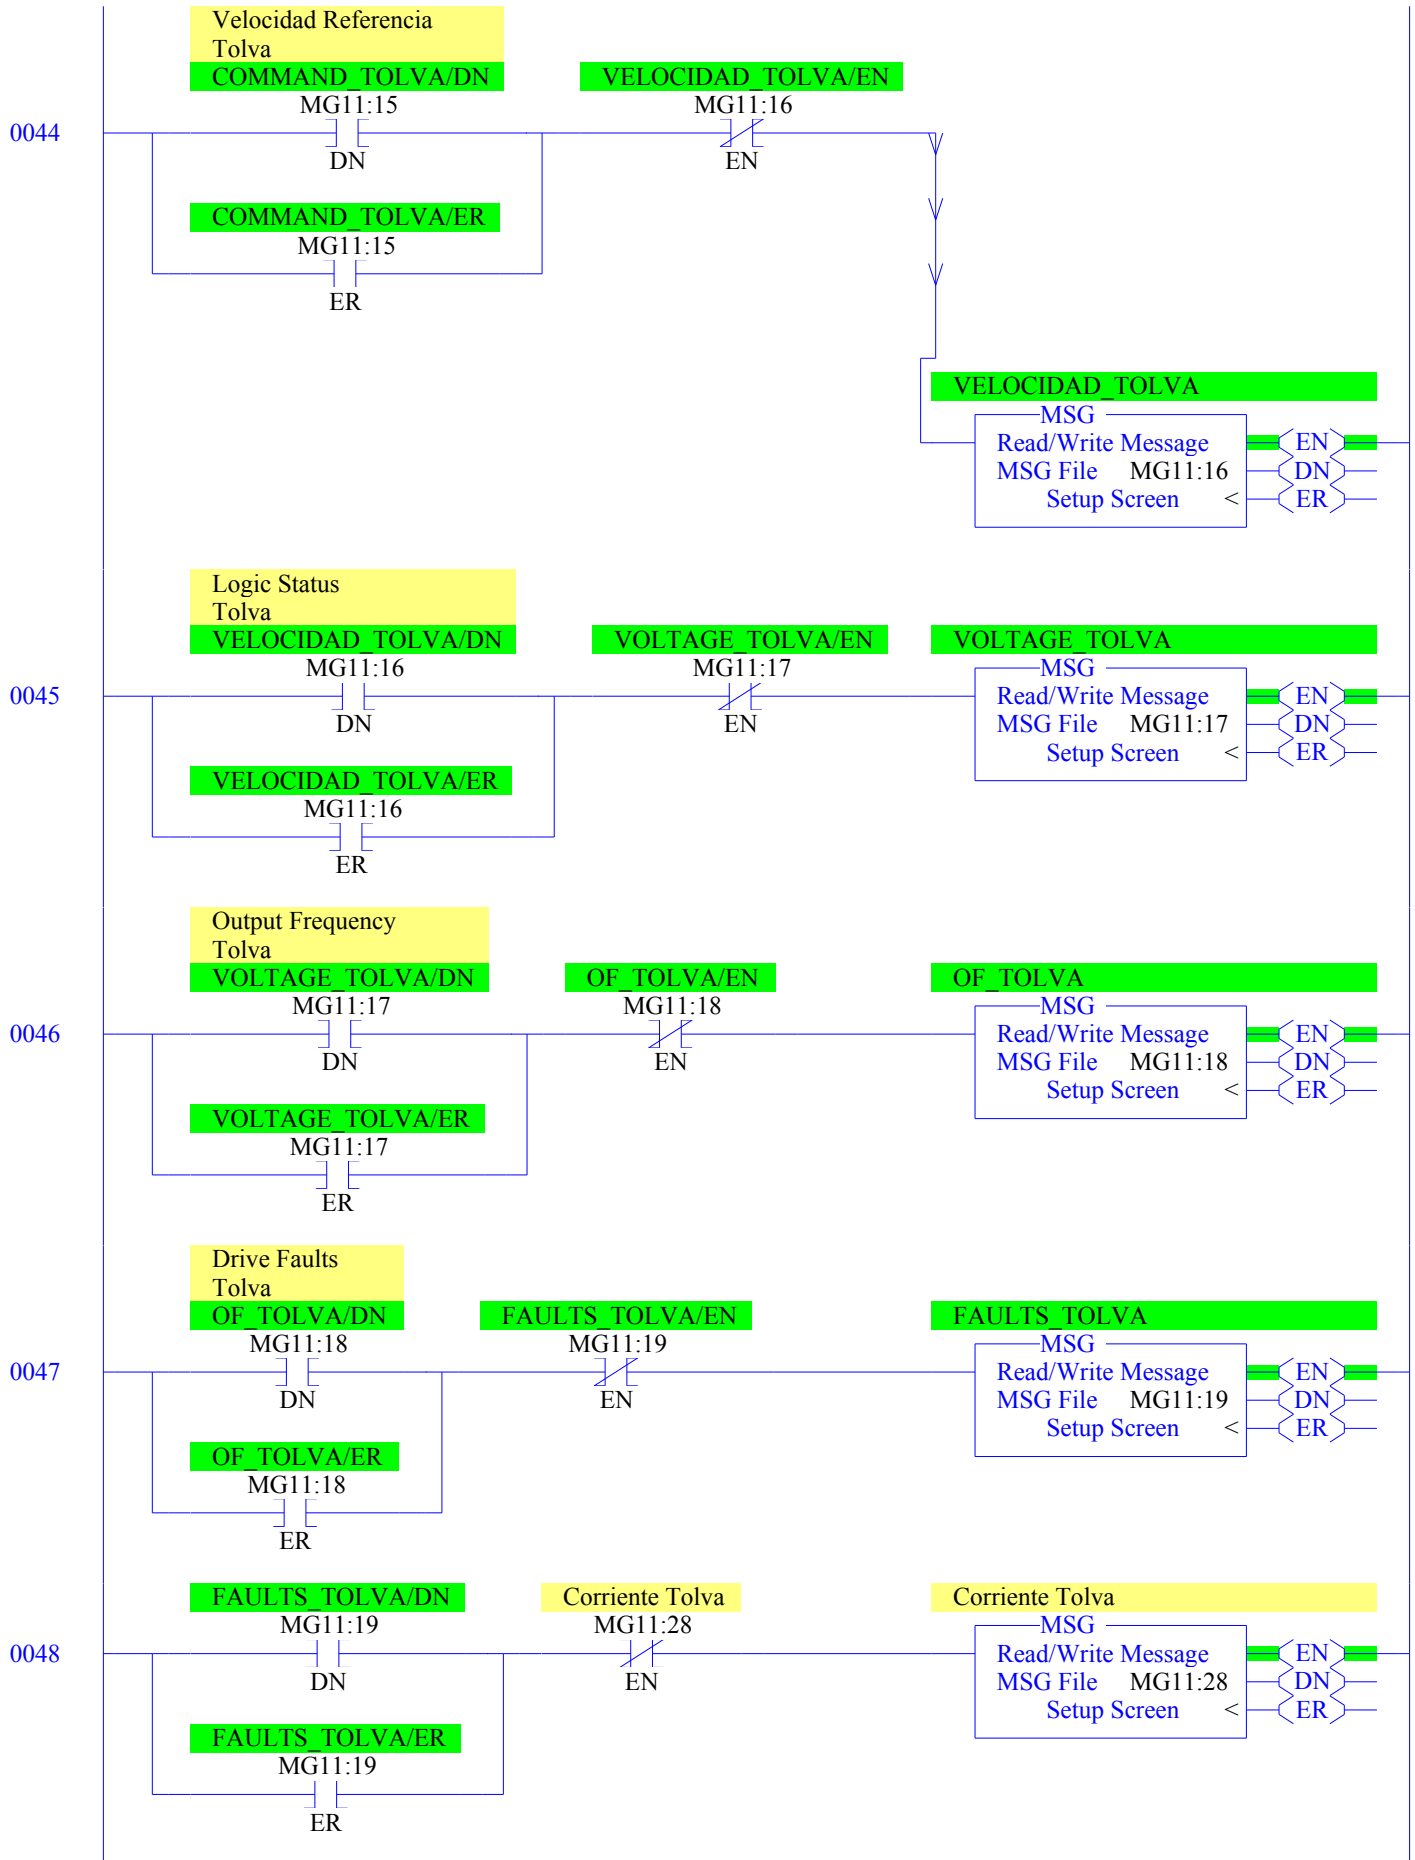 Velocidad Referencia
Tolva
COMMAND_TOLVA/DN VELOCIDAD_TOLVA/EN
MG11:15 MG11:16
0044
DN EN
COMMAND_TOLVA/ER
MG11:15
ER
VELOCIDAD_TOLVA
MSG
Read/Write Message EN
MSG File MG11:16 DN
Setup Screen < ER
Logic Status
Tolva
VELOCIDAD_TOLVA/DN VOLTAGE_TOLVA/EN VOLTAGE_TOLVA
MG11:16 MG11:17 MSG
0045 Read/Write Message EN
DN EN MSG File MG11:17 DN
Setup Screen < ER
VELOCIDAD_TOLVA/ER
MG11:16
ER
Output Frequency
Tolva
VOLTAGE_TOLVA/DN OF_TOLVA/EN OF_TOLVA
MG11:17 MG11:18 MSG
0046 Read/Write Message EN
DN EN MSG File MG11:18 DN
Setup Screen < ER
VOLTAGE_TOLVA/ER
MG11:17
ER
Drive Faults
Tolva
OF_TOLVA/DN FAULTS_TOLVA/EN FAULTS_TOLVA
MG11:18 MG11:19 MSG
0047 Read/Write Message EN
DN EN MSG File MG11:19 DN
Setup Screen < ER
OF_TOLVA/ER
MG11:18
ER
FAULTS_TOLVA/DN Corriente Tolva Corriente Tolva
MG11:19 MG11:28 MSG
0048 Read/Write Message EN
DN EN MSG File MG11:28 DN
Setup Screen < ER
FAULTS_TOLVA/ER
MG11:19
ER